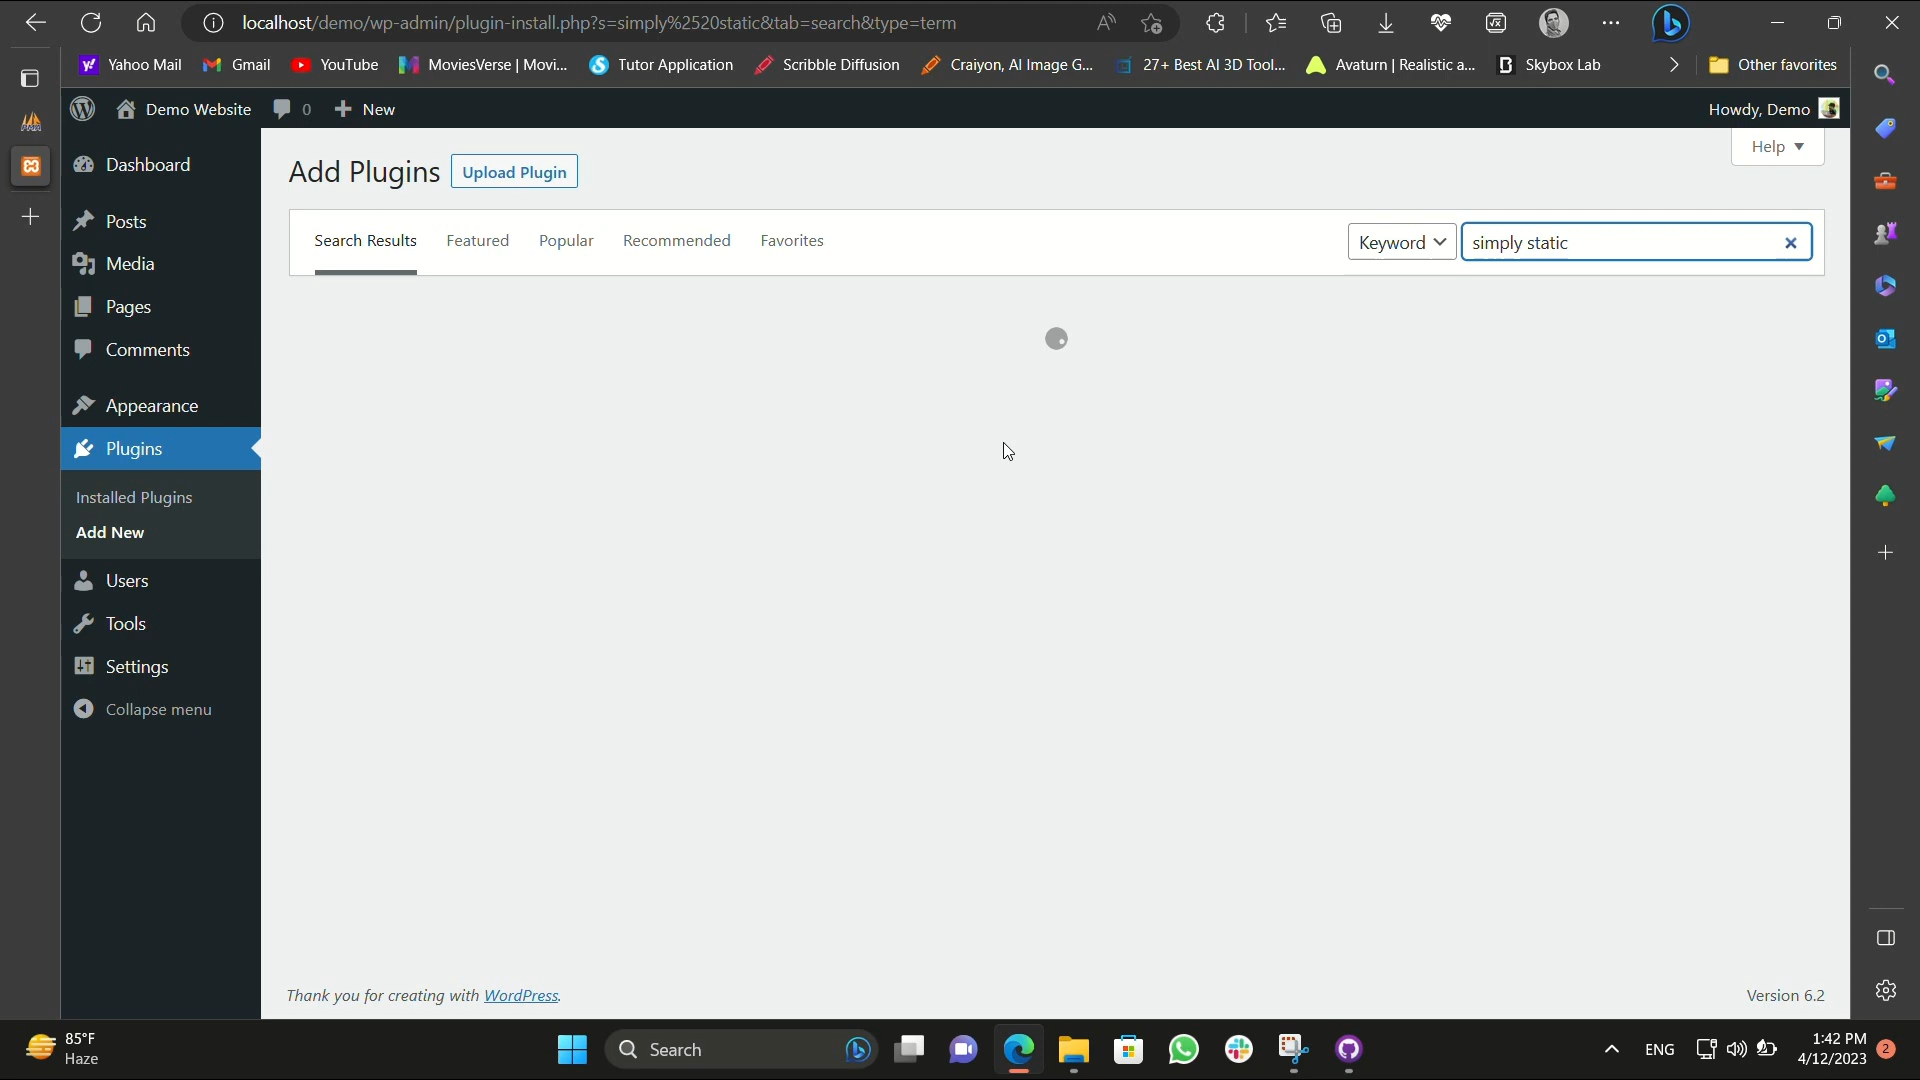 localhost/demo/wp-admin/plugin-install.php?s=simply%2520static&tab=search&type=term
Yahoo Mail Gmail YouTube MoviesVerse | Movi... Tutor Application Scribble Diffusion Craiyon, AI Image G... 27+ Best AI 3D Tool... Avaturn | Realistic a... Skybox Lab Other favorites
Demo Website 0 New Howdy, Demo
Help
Dashboard
Posts
Media
Pages
Comments
Appearance
Plugins
Installed Plugins
Add New
Users
Tools
Settings
Collapse menu
Add Plugins Upload Plugin
Search Results Featured Popular Recommended Favorites Keyword simply static
Thank you for creating with WordPress. Version 6.2
85°F
Haze
Search
ENG
1:42 PM
4/12/2023
2